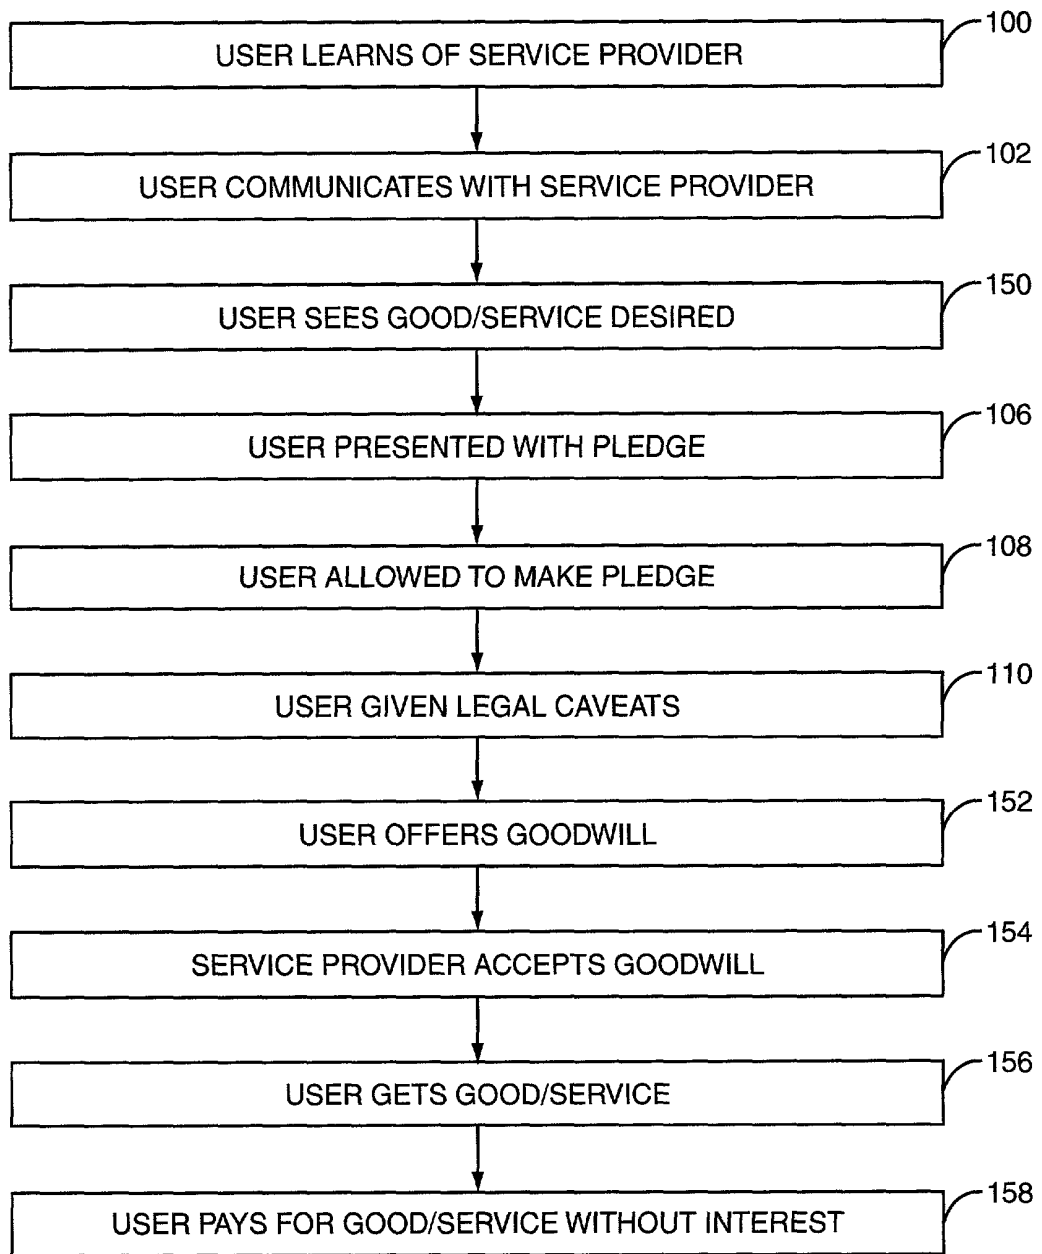 100
USER LEARNS OF SERVICE PROVIDER
102
USER COMMUNICATES WITH SERVICE PROVIDER
150
USER SEES GOOD/SERVICE DESIRED
106
USER PRESENTED WITH PLEDGE
108
USER ALLOWED TO MAKE PLEDGE
110
USER GIVEN LEGAL CAVEATS
152
USER OFFERS GOODWILL
154
SERVICE PROVIDER ACCEPTS GOODWILL
156
USER GETS GOOD/SERVICE
158
USER PAYS FOR GOOD/SERVICE WITHOUT INTEREST